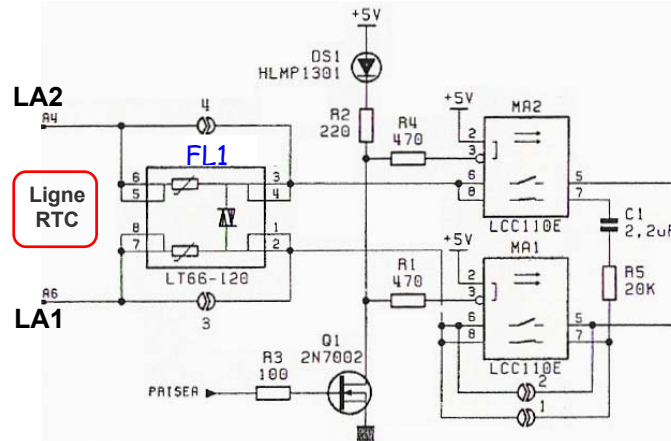 +5V
DS1
HLMP1301
LA2
A4
4
R2
220
R4
470
+5V
MA2
2
3
6
8
5
7
LCC110E
FL1
6
5
3
4
8
7
1
2
LT66-120
Ligne
RTC
C1
2,2uF
+5V
MA1
R1
470
2
3
6
8
5
7
LCC110E
R5
20K
A6
LA1
3
Q1
2N7002
R3
100
PRISEA
2
1